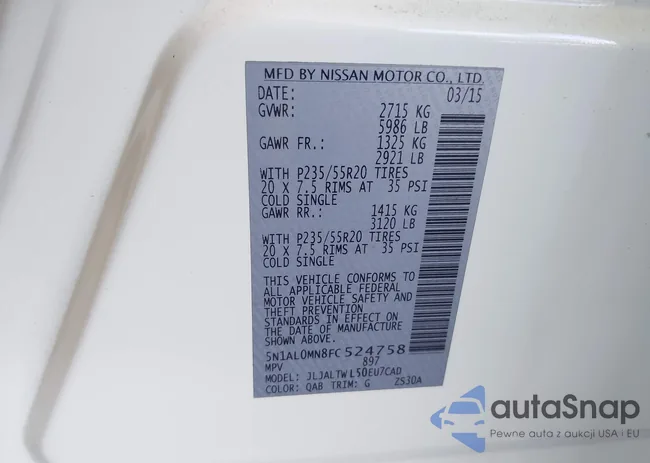 MFD BY NISSAN MOTOR CO., LTD.
DATE: 03/15
GVWR: 2715 KG
5986 LB
GAWR FR.: 1325 KG
2921 LB
WITH P235/55R20 TIRES
20 X 7.5 RIMS AT 35 PSI
COLD SINGLE
GAWR RR.: 1415 KG
3120 LB
WITH P235/55R20 TIRES
20 X 7.5 RIMS AT 35 PSI
COLD SINGLE
THIS VEHICLE CONFORMS TO
ALL APPLICABLE FEDERAL
MOTOR VEHICLE SAFETY AND
THEFT PREVENTION
STANDARDS IN EFFECT ON
THE DATE OF MANUFACTURE
SHOWN ABOVE.
5N1AL0MN8FC524758
MPV 897
MODEL: JLJALTWL50EU7CAD
COLOR: QAB TRIM: G ZS30A
autaSnap
Pewne auta z aukcji USA i EU